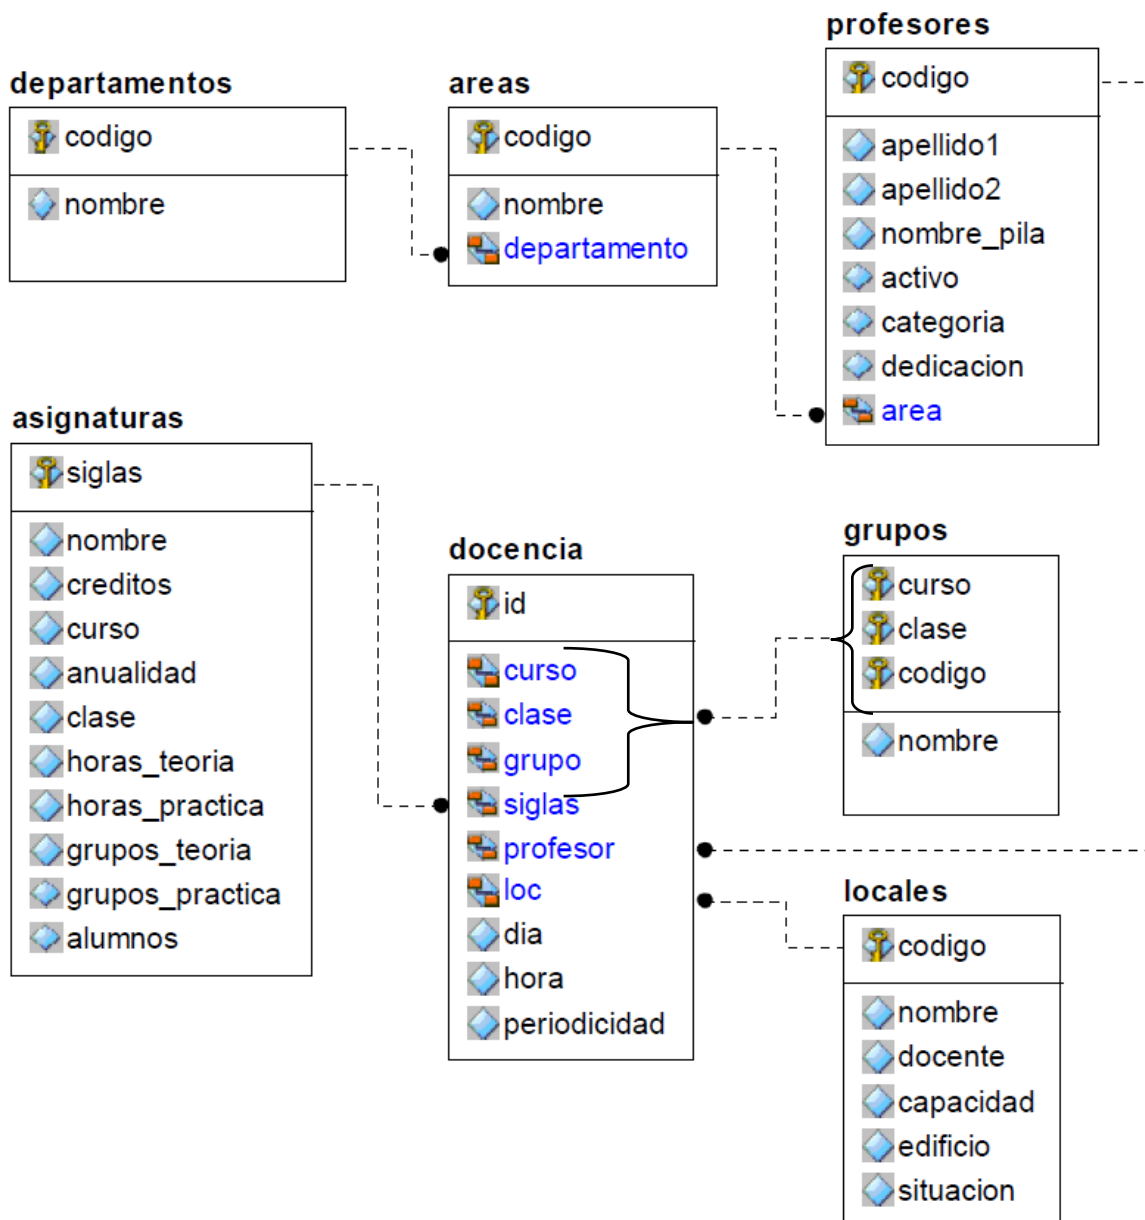 departamentos
codigo
nombre
areas
codigo
nombre
departamento
profesores
codigo
apellido1
apellido2
nombre_pila
activo
categoria
dedicacion
area
asignaturas
siglas
nombre
creditos
curso
anualidad
clase
horas_teoria
horas_practica
grupos_teoria
grupos_practica
alumnos
docencia
id
curso
clase
grupo
siglas
profesor
loc
dia
hora
periodicidad
grupos
curso
clase
codigo
nombre
locales
codigo
nombre
docente
capacidad
edificio
situacion